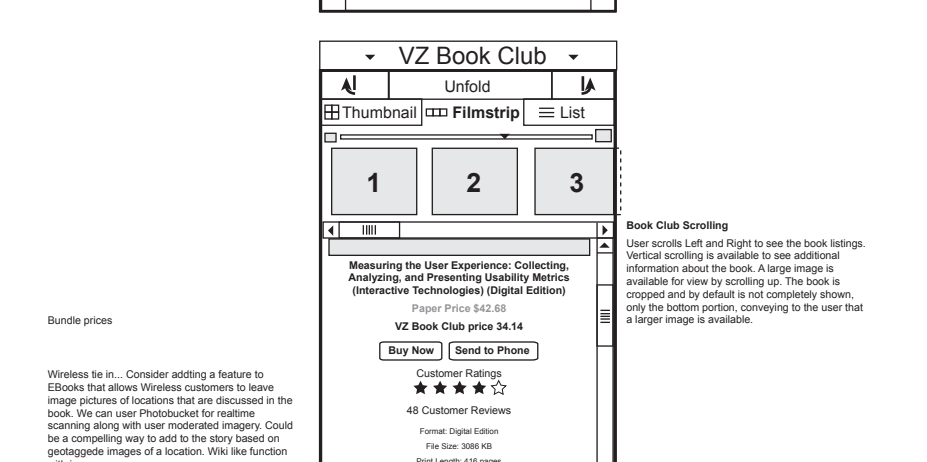 VZ Book Club
Unfold
Thumbnail Filmstrip List
1 2 3
Measuring the User Experience: Collecting,
Analyzing, and Presenting Usability Metrics
(Interactive Technologies) (Digital Edition)
Paper Price $42.68
VZ Book Club price 34.14
Buy Now Send to Phone
Customer Ratings
48 Customer Reviews
Format: Digital Edition
File Size: 3086 KB
Print Length: 416 pages
Book Club Scrolling
User scrolls Left and Right to see the book listings.
Vertical scrolling is available to see additional
information about the book. A large image is
available for view by scrolling up. The book is
cropped and by default is not completely shown,
only the bottom portion, conveying to the user that
a larger image is available.
Bundle prices
Wireless tie in... Consider addting a feature to
EBooks that allows Wireless customers to leave
image pictures of locations that are discussed in the
book. We can user Photobucket for realtime
scanning along with user moderated imagery. Could
be a compelling way to add to the story based on
geotaggede images of a location. Wiki like function